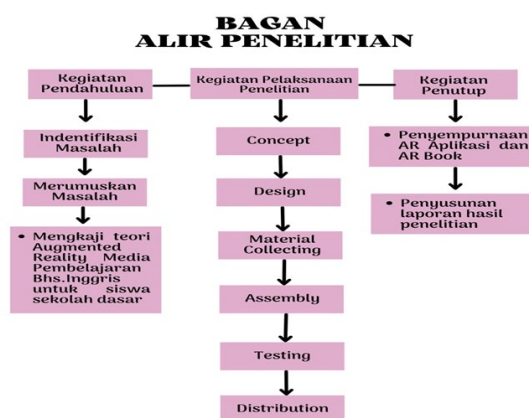 BAGAN
ALIR PENELITIAN
Kegiatan
Pendahuluan
Indentifikasi
Masalah
Merumuskan
Masalah
• Mengkaji teori
Augmented
Reality Media
Pembelajaran
Bhs.Inggris
untuk siswa
sekolah dasar
Kegiatan Pelaksanaan
Penelitian
Concept
Design
Material
Collecting
Assembly
Testing
Distribution
Kegiatan
Penutup
• Penyempurnaan
AR Aplikasi dan
AR Book
• Penyusunan
laporan hasil
penelitian